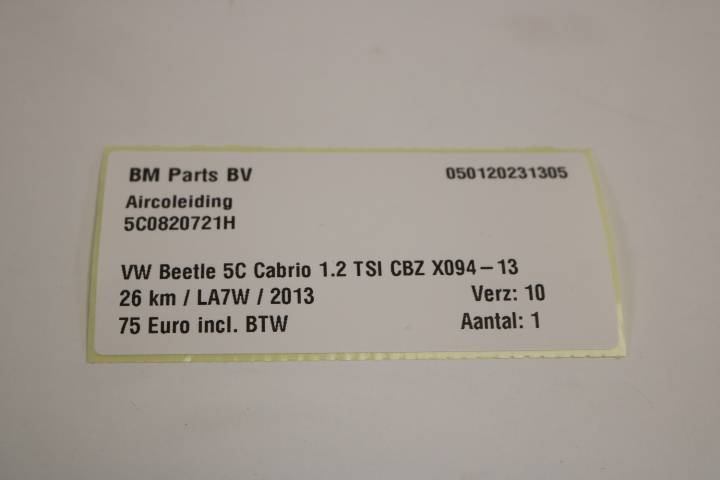 BM Parts BV 050120231305
Aircoleiding
5C0820721H
VW Beetle 5C Cabrio 1.2 TSI CBZ X094-13
26 km / LA7W / 2013 Verz: 10
75 Euro incl. BTW Aantal: 1